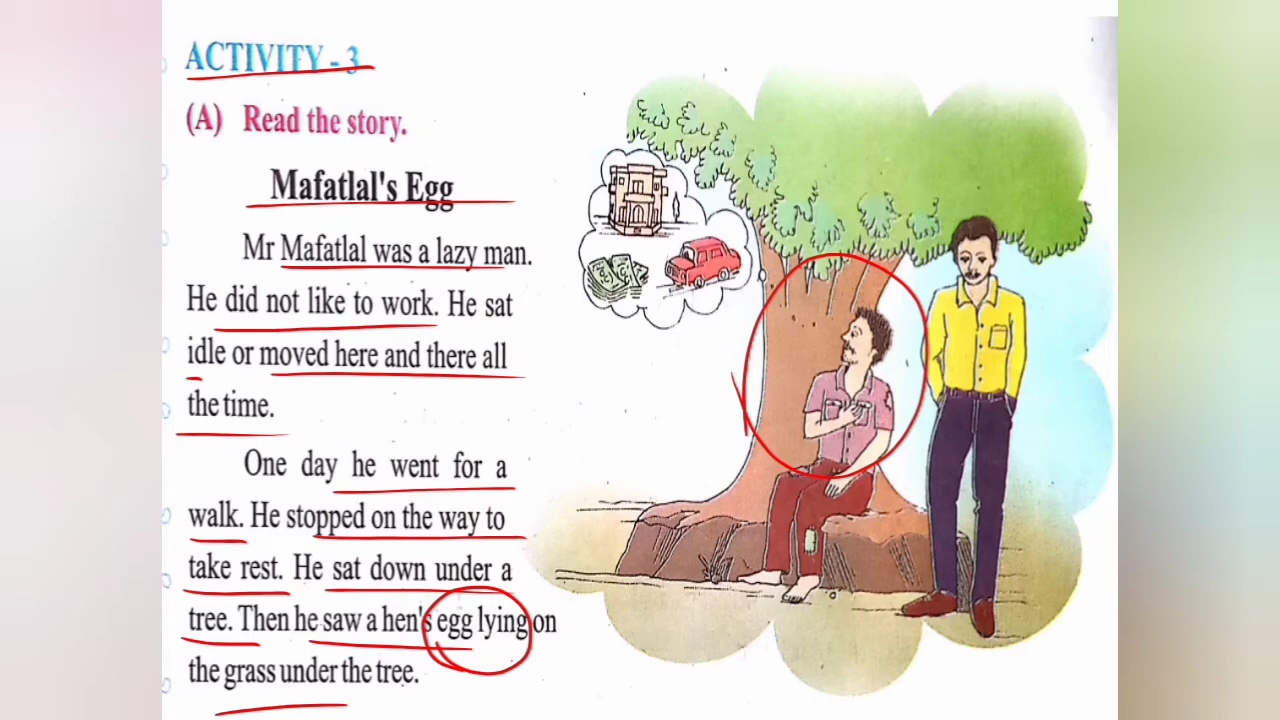 ACTIVITY - 3
(A) Read the story.
Mafatlal's Egg
Mr Mafatlal was a lazy man.
He did not like to work. He sat
idle or moved here and there all
the time.
One day he went for a
walk. He stopped on the way to
take rest. He sat down under a
tree. Then he saw a hen's egg lying on
the grass under the tree.